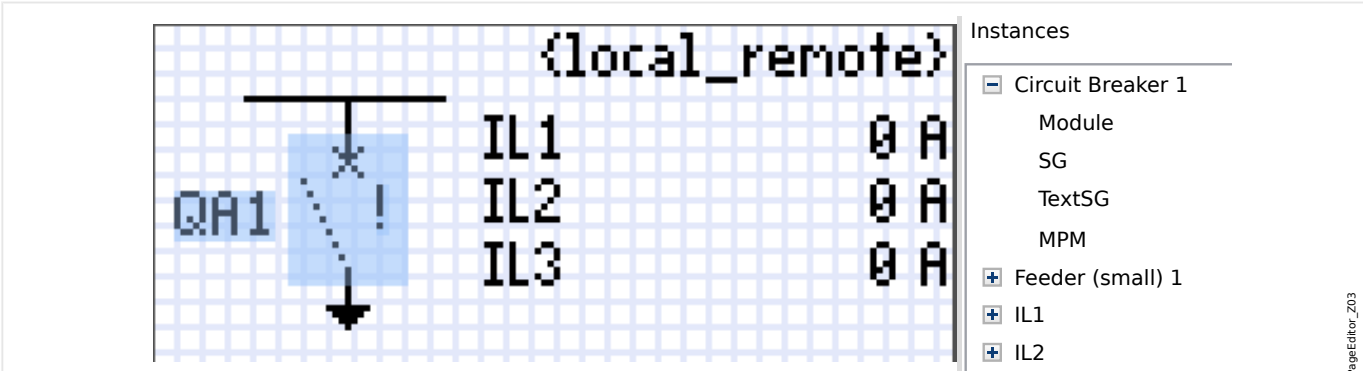 {local_remote}
IL1 0 A
QA1 ! IL2 0 A
IL3 0 A
Instances
Circuit Breaker 1
Module
SG
TextSG
MPM
Feeder (small) 1
IL1
IL2
PageEditor_Z03